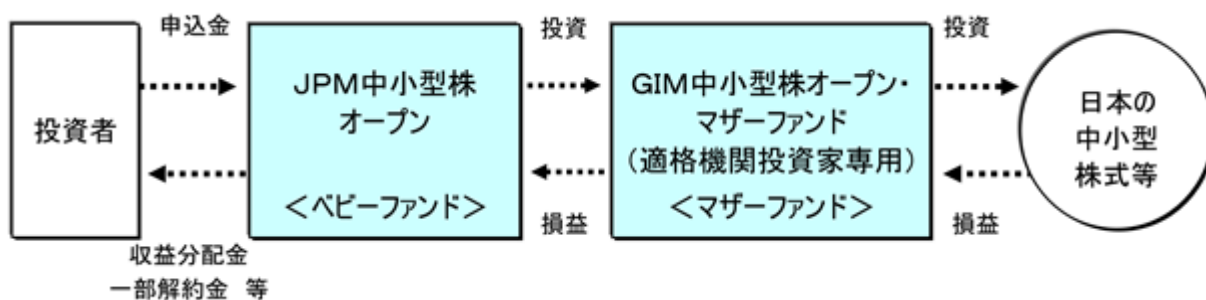 申込金
投資
投資
投資者
JPM中小型株
オープン
<ベビーファンド>
GIM中小型株オープン・
マザーファンド
(適格機関投資家専用)
<マザーファンド>
日本の
中小型
株式等
損益
損益
収益分配金
一部解約金 等